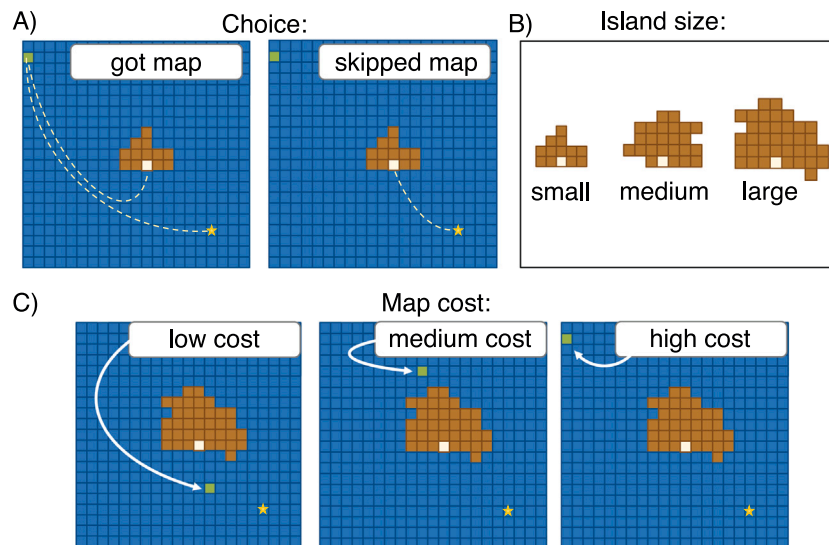 A)
Choice:
got map
skipped map
B)
Island size:
small
medium
large
C)
Map cost:
low cost
medium cost
high cost